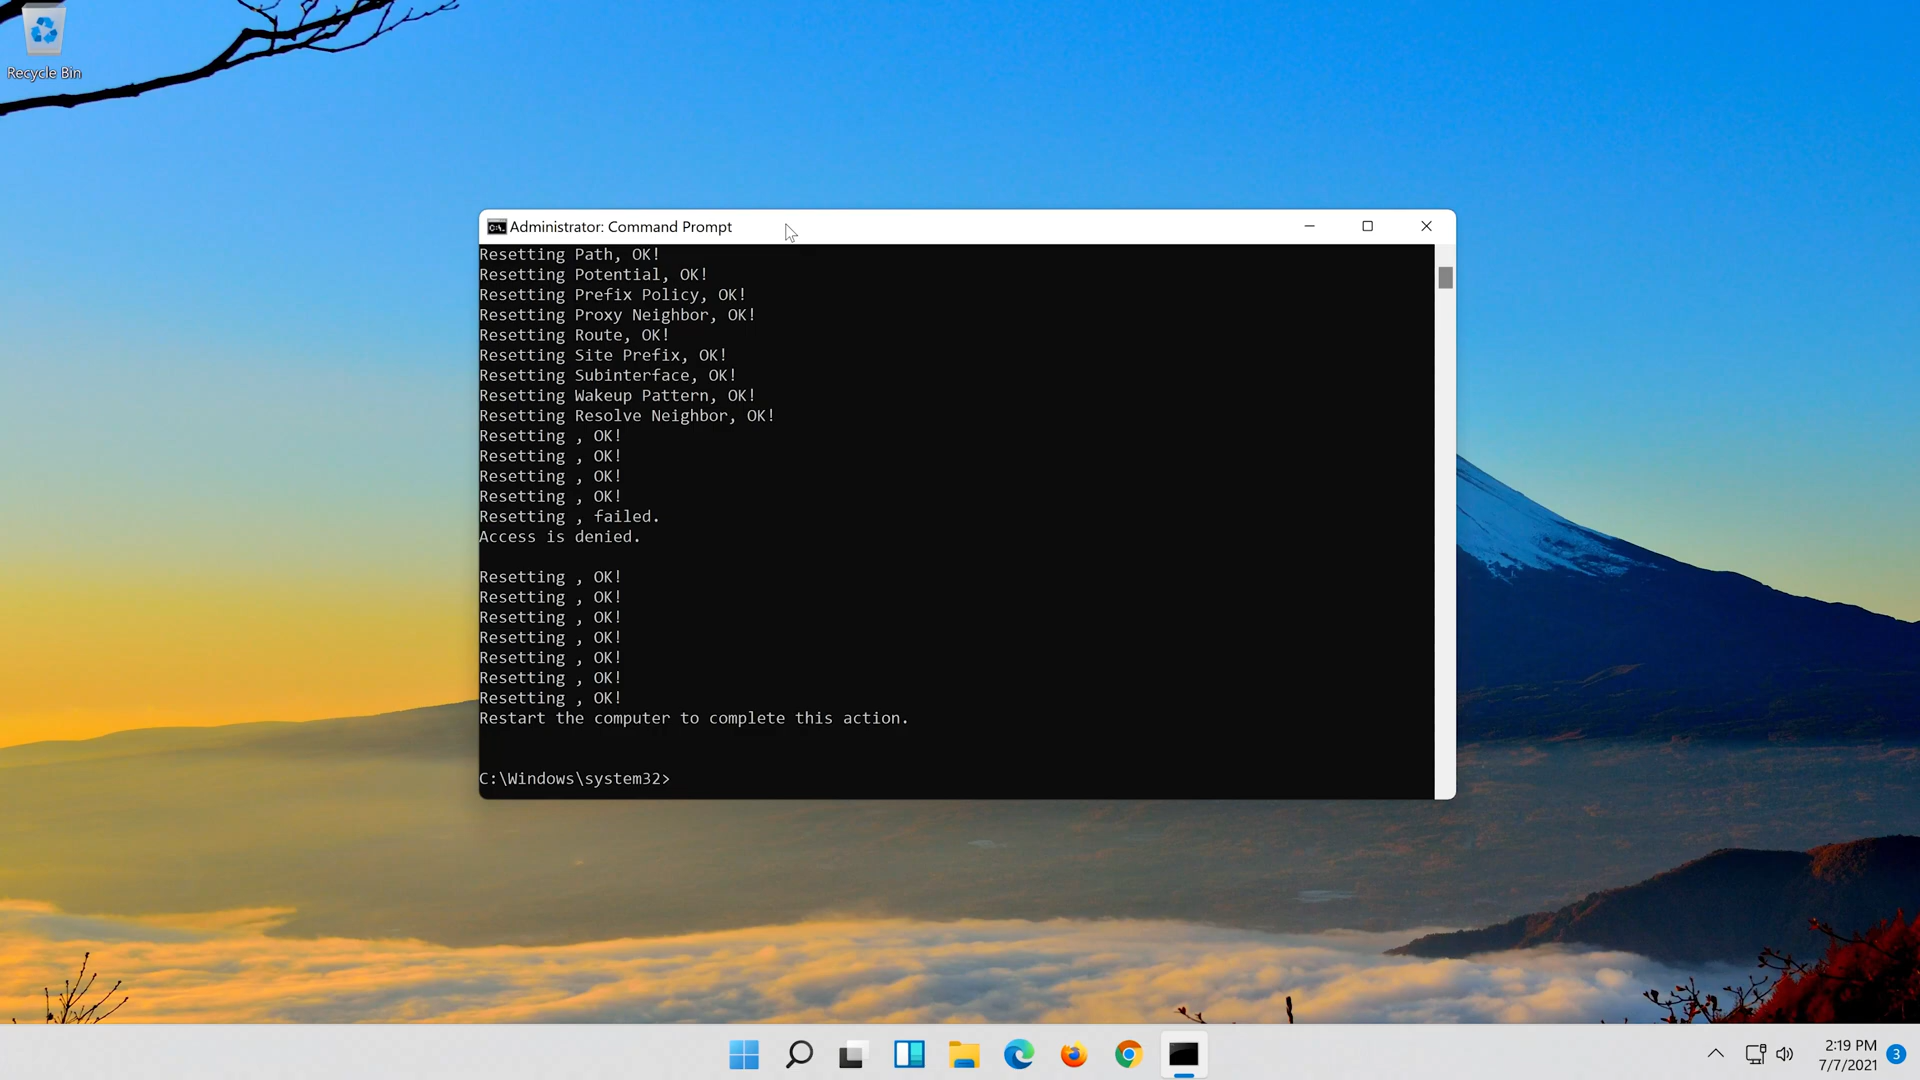 Recycle Bin
Administrator: Command Prompt
Resetting Path, OK!
Resetting Potential, OK!
Resetting Prefix Policy, OK!
Resetting Proxy Neighbor, OK!
Resetting Route, OK!
Resetting Site Prefix, OK!
Resetting Subinterface, OK!
Resetting Wakeup Pattern, OK!
Resetting Resolve Neighbor, OK!
Resetting , OK!
Resetting , OK!
Resetting , OK!
Resetting , OK!
Resetting , failed.
Access is denied.
Resetting , OK!
Resetting , OK!
Resetting , OK!
Resetting , OK!
Resetting , OK!
Resetting , OK!
Resetting , OK!
Restart the computer to complete this action.
C:\Windows\system32>
2:19 PM
7/7/2021
3